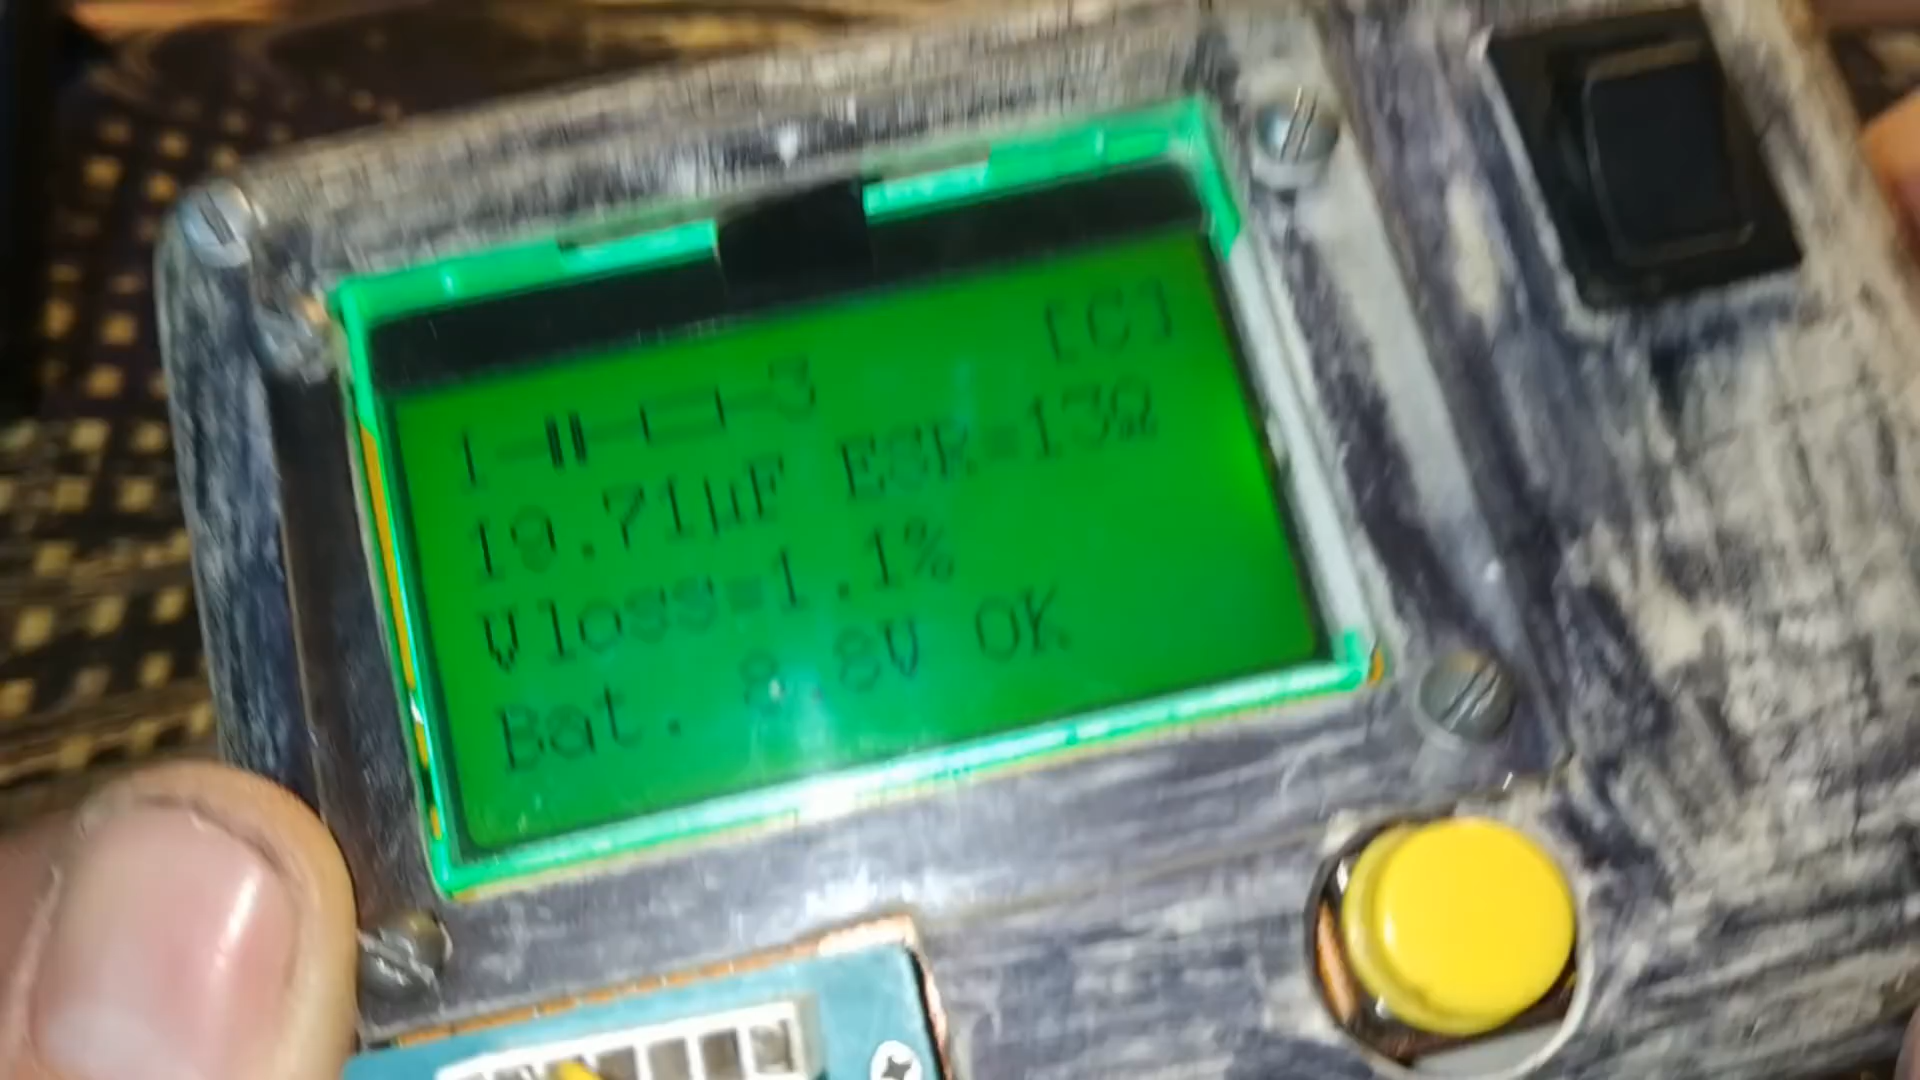 [C]
1 3
19.71µF ESR=13Ω
Vloss=1.1%
Bat. 8.8V OK